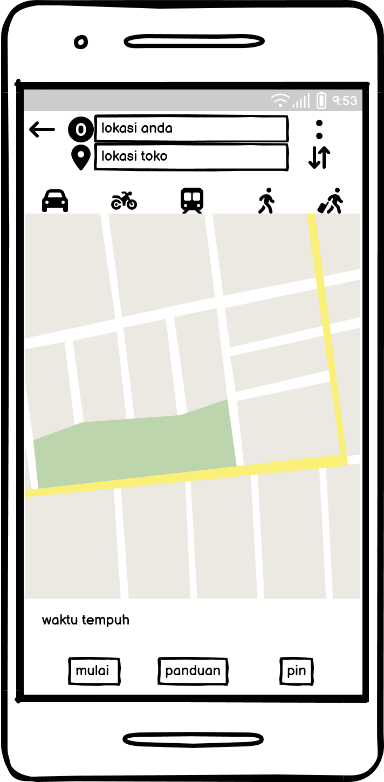 9:53
O lokasi anda
lokasi toko
waktu tempuh
mulai panduan pin